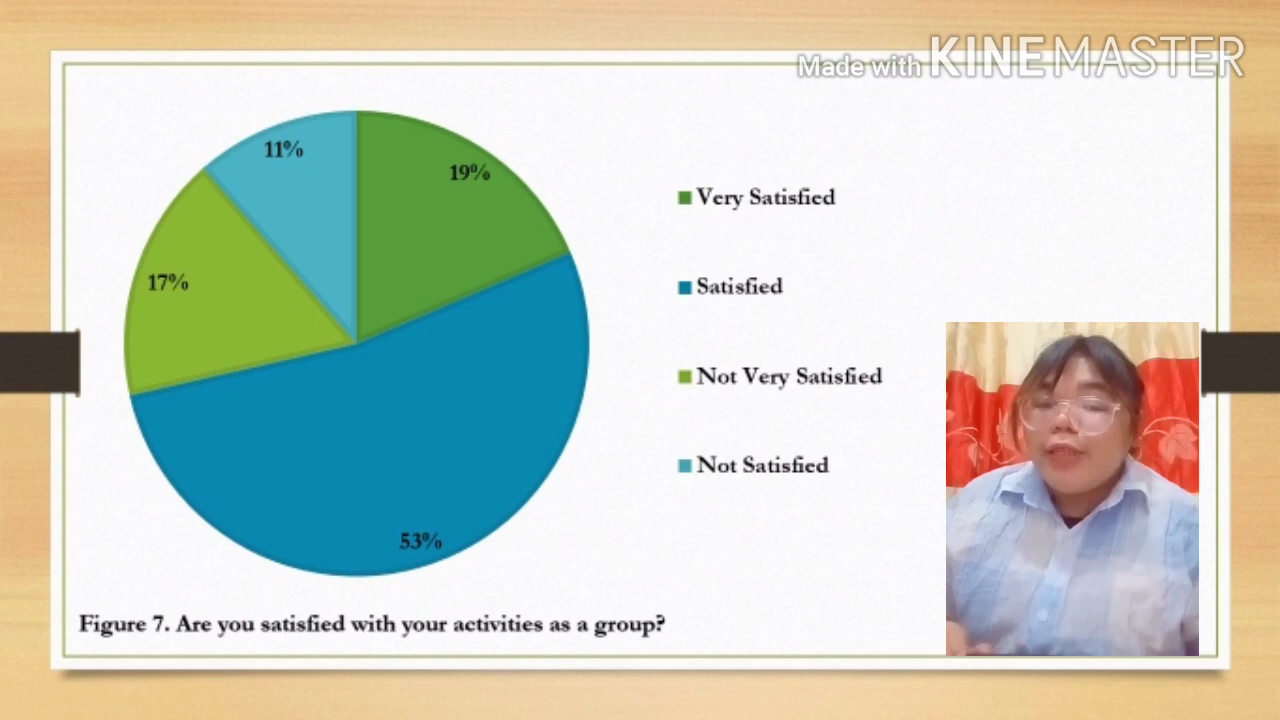 Made with KINEMASTER
11%
19%
17%
53%
Very Satisfied
Satisfied
Not Very Satisfied
Not Satisfied
Figure 7. Are you satisfied with your activities as a group?